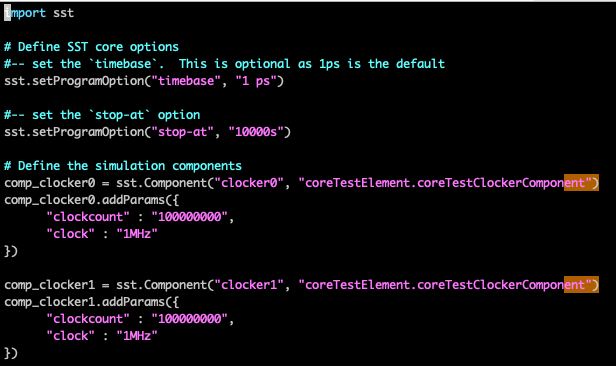 import sst
# Define SST core options
#-- set the `timebase`.  This is optional as 1ps is the default
sst.setProgramOption("timebase", "1 ps")
#-- set the `stop-at` option
sst.setProgramOption("stop-at", "10000s")
# Define the simulation components
comp_clocker0 = sst.Component("clocker0", "coreTestElement.coreTestClockerComponent")
comp_clocker0.addParams({
     "clockcount" : "100000000",
     "clock" : "1MHz"
})
comp_clocker1 = sst.Component("clocker1", "coreTestElement.coreTestClockerComponent")
comp_clocker1.addParams({
     "clockcount" : "100000000",
     "clock" : "1MHz"
})